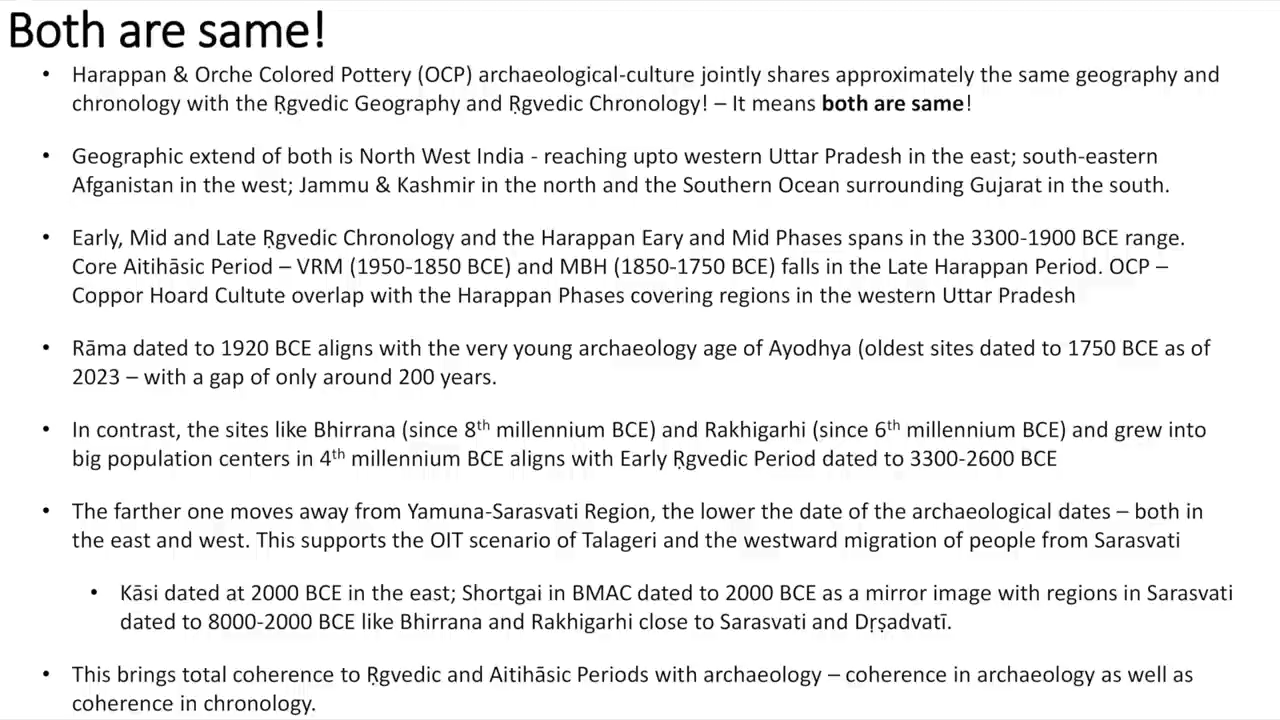 Both are same!
• Harappan & Orche Colored Pottery (OCP) archaeological-culture jointly shares approximately the same geography and
chronology with the Ṛgvedic Geography and Ṛgvedic Chronology! – It means both are same!
• Geographic extend of both is North West India - reaching upto western Uttar Pradesh in the east; south-eastern
Afganistan in the west; Jammu & Kashmir in the north and the Southern Ocean surrounding Gujarat in the south.
• Early, Mid and Late Ṛgvedic Chronology and the Harappan Eary and Mid Phases spans in the 3300-1900 BCE range.
Core Aitihāsic Period – VRM (1950-1850 BCE) and MBH (1850-1750 BCE) falls in the Late Harappan Period. OCP –
Coppor Hoard Cultute overlap with the Harappan Phases covering regions in the western Uttar Pradesh
• Rāma dated to 1920 BCE aligns with the very young archaeology age of Ayodhya (oldest sites dated to 1750 BCE as of
2023 – with a gap of only around 200 years.
• In contrast, the sites like Bhirrana (since 8th millennium BCE) and Rakhigarhi (since 6th millennium BCE) and grew into
big population centers in 4th millennium BCE aligns with Early Ṛgvedic Period dated to 3300-2600 BCE
• The farther one moves away from Yamuna-Sarasvati Region, the lower the date of the archaeological dates – both in
the east and west. This supports the OIT scenario of Talageri and the westward migration of people from Sarasvati
• Kāsi dated at 2000 BCE in the east; Shortgai in BMAC dated to 2000 BCE as a mirror image with regions in Sarasvati
dated to 8000-2000 BCE like Bhirrana and Rakhigarhi close to Sarasvati and Dṛṣadvatī.
• This brings total coherence to Ṛgvedic and Aitihāsic Periods with archaeology – coherence in archaeology as well as
coherence in chronology.